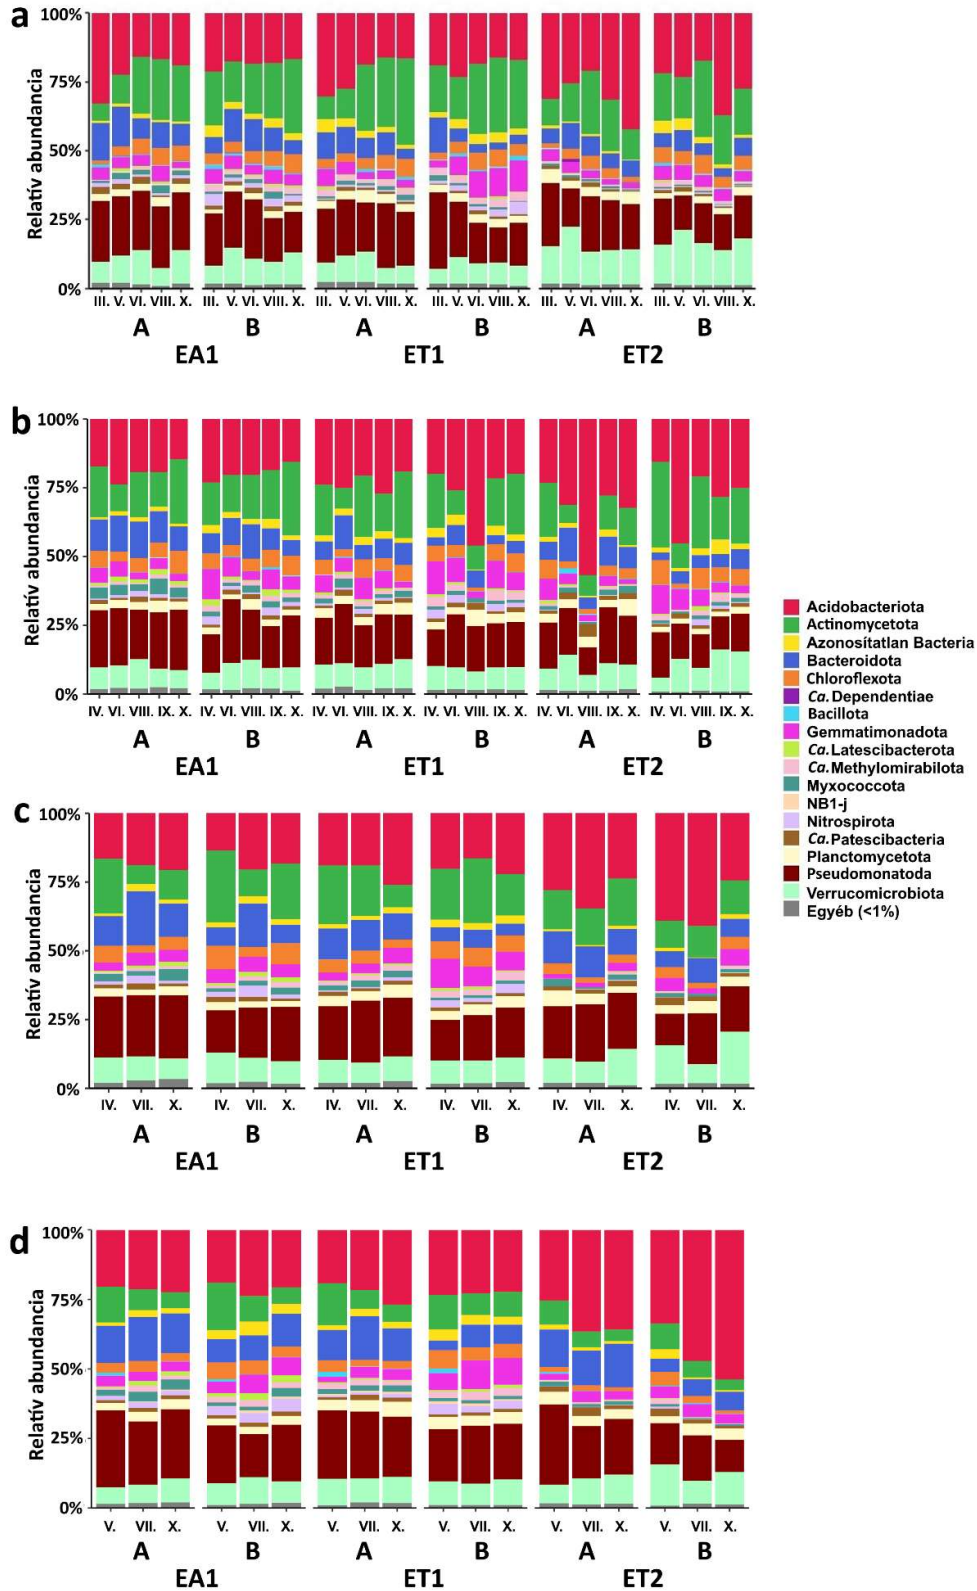 a
Relatív abundancia
100%
75%
50%
25%
0%
III. V. VI. VIII. X. III. V. VI. VIII. X. III. V. VI. VIII. X. III. V. VI. VIII. X. III. V. VI. VIII. X. III. V. VI. VIII. X.
A B A B A B
EA1 ET1 ET2
b
Relatív abundancia
100%
75%
50%
25%
0%
IV. VI. VIII. IX. X. IV. VI. VIII. IX. X. IV. VI. VIII. IX. X. IV. VI. VIII. IX. X. IV. VI. VIII. IX. X. IV. VI. VIII. IX. X.
A B A B A B
EA1 ET1 ET2
Acidobacteriota
Actinomycetota
Azonosítatlan Bacteria
Bacteroidota
Chloroflexota
Ca. Dependentiae
Bacillota
Gemmatimonadota
Ca. Latescibacterota
Ca. Methylomirabilota
Myxococcota
NB1-j
Nitrospirota
Ca. Patescibacteria
Planctomycetota
Pseudomonatoda
Verrucomicrobiota
Egyéb (<1%)
c
Relatív abundancia
100%
75%
50%
25%
0%
IV. VII. X. IV. VII. X. IV. VII. X. IV. VII. X. IV. VII. X. IV. VII. X.
A B A B A B
EA1 ET1 ET2
d
Relatív abundancia
100%
75%
50%
25%
0%
V. VII. X. V. VII. X. V. VII. X. V. VII. X. V. VII. X. V. VII. X.
A B A B A B
EA1 ET1 ET2